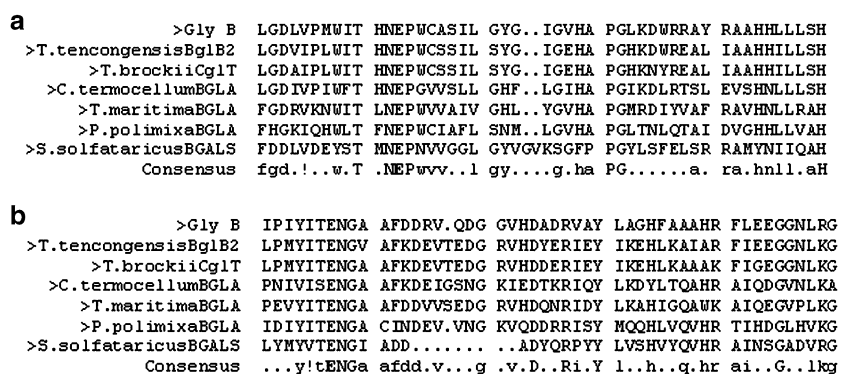 a
>Gly B LGDLVPMWIT HNEPWCASIL GYG..IGVHA PGLKDWRRAY RAAHHLLLSH
>T.tencongensisBglB2 LGDVIPLWIT HNEPWCSSIL SYG..IGEHA PGHKDWREAL IAAHHILLSH
>T.brockiiCglT LGDAIPLWIT HNEPWCSSIL SYG..IGEHA PGHKNYREAL IAAHHILLSH
>C.termocellumBGLA LGDIVPIWFT HNEPGVVSLL GHF..LGIHA PGIKDLRTSL EVSHNLLLSH
>T.maritimaBGLA FGDRVKNWIT LNEPWVVAIV GHL..YGVHA PGMRDIYVAF RAVHNLLRAH
>P.polimixaBGLA FHGKIQHWLT FNEPWCIAFL SNM..LGVHA PGLTNLQTAI DVGHHLLVAH
>S.solfataricusBGALS FDDLVDEYST MNEPNVVGGL GYVGVKSGFP PGYLSFELSR RAMYNIIQAH
Consensus fgd.!..w.T .NEPwvv..l gy....g.ha PG......a. ra.hnll.aH
b
>Gly B IPIYITENGA AFDDRV.QDG GVHDADRVAY LAGHFAAAHR FLEEGGNLRG
>T.tencongensisBglB2 LPMYITENGV AFKDEVTEDG RVHDYERIEY IKEHLKAIAR FIEEGGNLKG
>T.brockiiCglT LPMYITENGA AFKDEVTEDG RVHDDERIEY IKEHLKAAAK FIGEGGNLKG
>C.termocellumBGLA PNIVISENGA AFKDEIGSNG KIEDTKRIQY LKDYLTQAHR AIQDGVNLKA
>T.maritimaBGLA PEVYITENGA AFDDVVSEDG RVHDQNRIDY LKAHIGQAWK AIQEGVPLKG
>P.polimixaBGLA IDIYITENGA CINDEV.VNG KVQDDRRISY MQQHLVQVHR TIHDGLHVKG
>S.solfataricusBGALS LYMYVTENGI ADD....... ..ADYQRPYY LVSHVYQVHR AINSGADVRG
Consensus ...y!tENGa afdd.v...g .v.D..Ri.Y l..h..q.hr ai..G..lkg